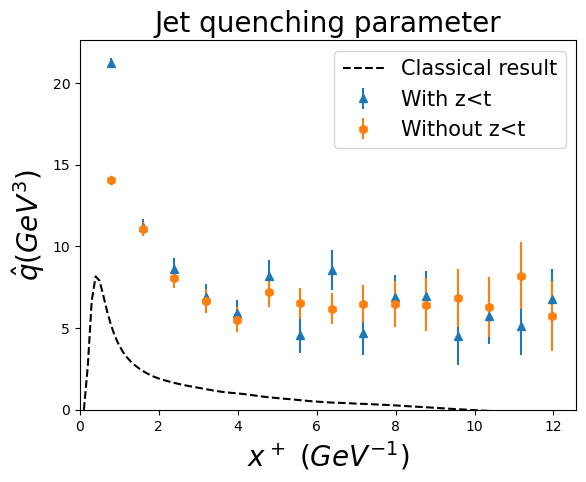 Jet quenching parameter
Classical result
With z<t
Without z<t
q̂(GeV³)
20
15
10
5
0
0 2 4 6 8 10 12
x⁺ (GeV⁻¹)